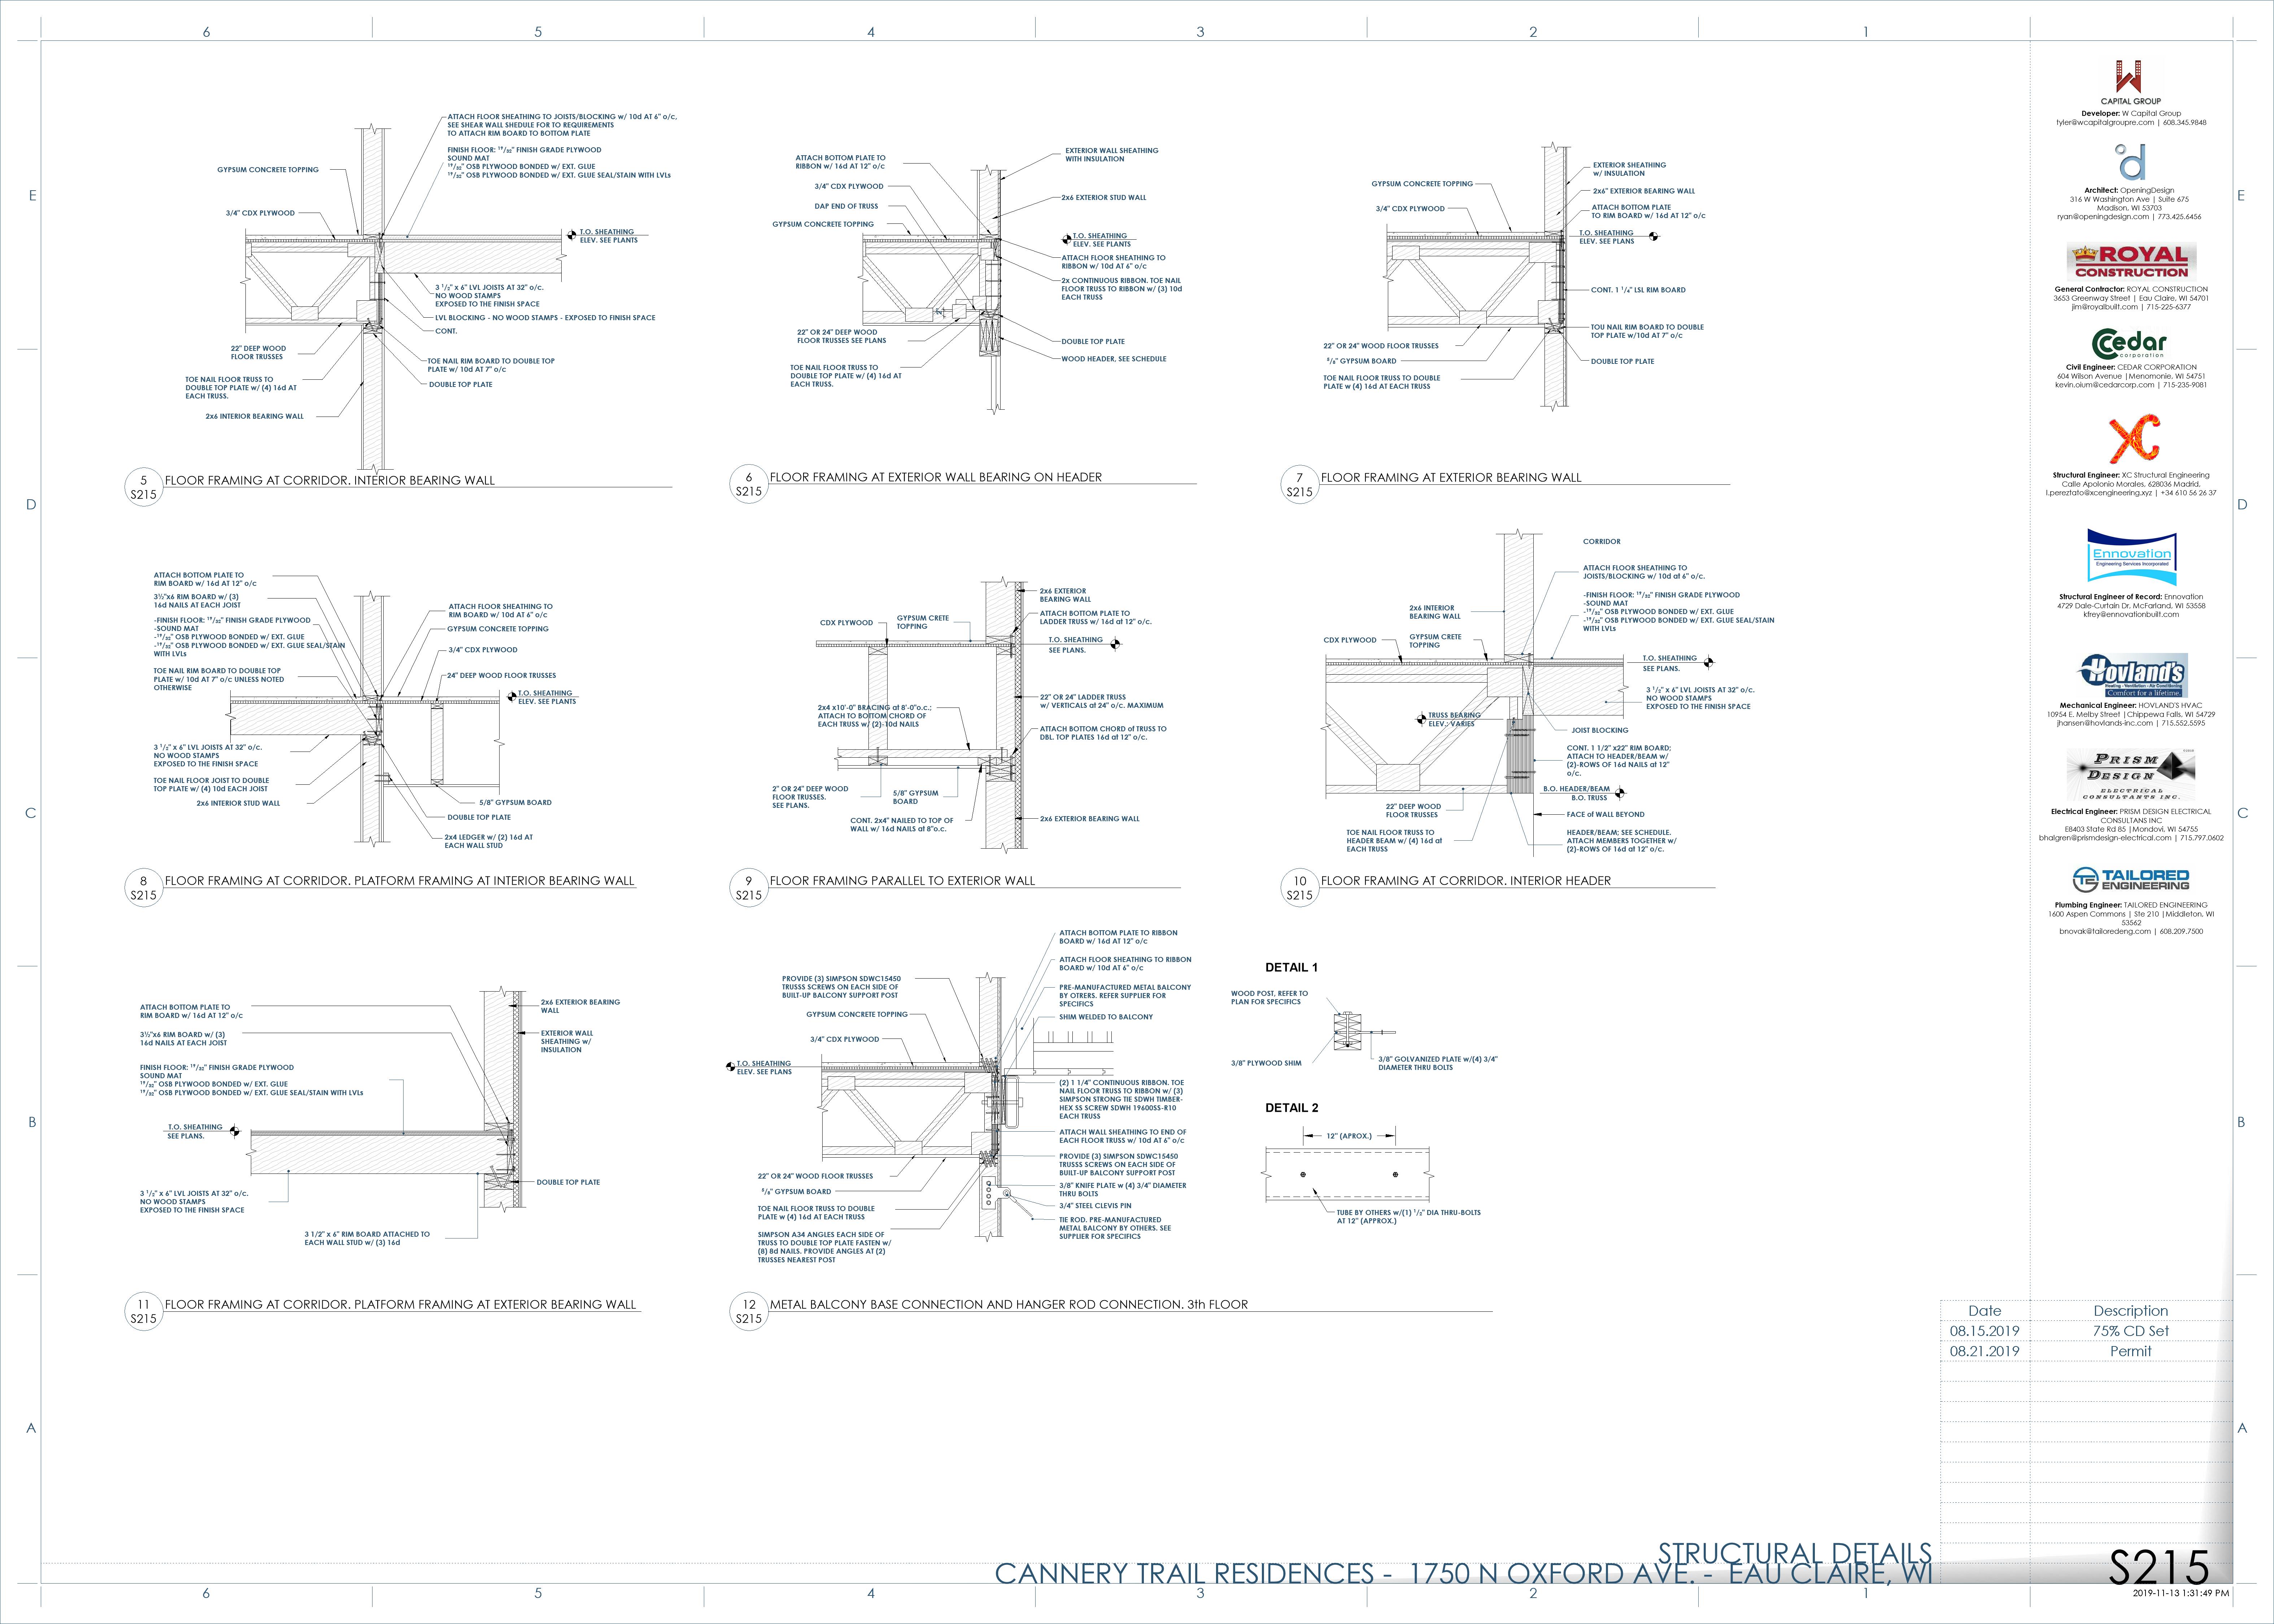 6
5
4
3
2
1
E
D
C
B
A
ATTACH FLOOR SHEATHING TO JOISTS/BLOCKING w/ 10d AT 6" o/c,
SEE SHEAR WALL SHEDULE FOR TO REQUIREMENTS
TO ATTACH RIM BOARD TO BOTTOM PLATE
FINISH FLOOR: 19/32" FINISH GRADE PLYWOOD
SOUND MAT
19/32" OSB PLYWOOD BONDED w/ EXT. GLUE
19/32" OSB PLYWOOD BONDED w/ EXT. GLUE SEAL/STAIN WITH LVLs
GYPSUM CONCRETE TOPPING
3/4" CDX PLYWOOD
T.O. SHEATHING
ELEV. SEE PLANTS
3 1/2" x 6" LVL JOISTS AT 32" o/c.
NO WOOD STAMPS
EXPOSED TO THE FINISH SPACE
LVL BLOCKING - NO WOOD STAMPS - EXPOSED TO FINISH SPACE
CONT.
22" DEEP WOOD
FLOOR TRUSSES
TOE NAIL RIM BOARD TO DOUBLE TOP
PLATE w/ 10d AT 7" o/c
TOE NAIL FLOOR TRUSS TO
DOUBLE TOP PLATE w/ (4) 16d AT
EACH TRUSS.
DOUBLE TOP PLATE
2x6 INTERIOR BEARING WALL
5
S215
FLOOR FRAMING AT CORRIDOR. INTERIOR BEARING WALL
ATTACH BOTTOM PLATE TO
RIBBON w/ 16d AT 12" o/c
3/4" CDX PLYWOOD
DAP END OF TRUSS
GYPSUM CONCRETE TOPPING
EXTERIOR WALL SHEATHING
WITH INSULATION
2x6 EXTERIOR STUD WALL
T.O. SHEATHING
ELEV. SEE PLANTS
ATTACH FLOOR SHEATHING TO
RIBBON w/ 10d AT 6" o/c
2x CONTINUOUS RIBBON. TOE NAIL
FLOOR TRUSS TO RIBBON w/ (3) 10d
EACH TRUSS
22" OR 24" DEEP WOOD
FLOOR TRUSSES SEE PLANS
DOUBLE TOP PLATE
WOOD HEADER, SEE SCHEDULE
TOE NAIL FLOOR TRUSS TO
DOUBLE TOP PLATE w/ (4) 16d AT
EACH TRUSS.
6
S215
FLOOR FRAMING AT EXTERIOR WALL BEARING ON HEADER
EXTERIOR SHEATHING
w/ INSULATION
GYPSUM CONCRETE TOPPING
2x6" EXTERIOR BEARING WALL
3/4" CDX PLYWOOD
ATTACH BOTTOM PLATE
TO RIM BOARD w/ 16d AT 12" o/c
T.O. SHEATHING
ELEV. SEE PLANS
CONT. 1 1/4" LSL RIM BOARD
TOU NAIL RIM BOARD TO DOUBLE
TOP PLATE w/10d AT 7" o/c
22" OR 24" WOOD FLOOR TRUSSES
5/8" GYPSUM BOARD
DOUBLE TOP PLATE
TOE NAIL FLOOR TRUSS TO DOUBLE
PLATE w (4) 16d AT EACH TRUSS
7
S215
FLOOR FRAMING AT EXTERIOR BEARING WALL
ATTACH BOTTOM PLATE TO
RIM BOARD w/ 16d AT 12" o/c
3½"x6 RIM BOARD w/ (3)
16d NAILS AT EACH JOIST
-FINISH FLOOR: 19/32" FINISH GRADE PLYWOOD
-SOUND MAT
-19/32" OSB PLYWOOD BONDED w/ EXT. GLUE
-19/32" OSB PLYWOOD BONDED w/ EXT. GLUE SEAL/STAIN
WITH LVLs
TOE NAIL RIM BOARD TO DOUBLE TOP
PLATE w/ 10d AT 7" o/c UNLESS NOTED
OTHERWISE
ATTACH FLOOR SHEATHING TO
RIM BOARD w/ 10d AT 6" o/c
GYPSUM CONCRETE TOPPING
3/4" CDX PLYWOOD
24" DEEP WOOD FLOOR TRUSSES
T.O. SHEATHING
ELEV. SEE PLANTS
3 1/2" x 6" LVL JOISTS AT 32" o/c.
NO WOOD STAMPS
EXPOSED TO THE FINISH SPACE
TOE NAIL FLOOR JOIST TO DOUBLE
TOP PLATE w/ (4) 10d EACH JOIST
2x6 INTERIOR STUD WALL
5/8" GYPSUM BOARD
DOUBLE TOP PLATE
2x4 LEDGER w/ (2) 16d AT
EACH WALL STUD
8
S215
FLOOR FRAMING AT CORRIDOR. PLATFORM FRAMING AT INTERIOR BEARING WALL
CDX PLYWOOD
GYPSUM CRETE
TOPPING
2x6 EXTERIOR
BEARING WALL
ATTACH BOTTOM PLATE TO
LADDER TRUSS w/ 16d at 12" o/c.
T.O. SHEATHING
SEE PLANS.
22" OR 24" LADDER TRUSS
w/ VERTICALS at 24" o/c. MAXIMUM
2x4 x10'-0" BRACING at 8'-0"o.c.;
ATTACH TO BOTTOM CHORD OF
EACH TRUSS w/ (2)-10d NAILS
ATTACH BOTTOM CHORD of TRUSS TO
DBL. TOP PLATES 16d at 12" o/c.
2" OR 24" DEEP WOOD
FLOOR TRUSSES.
SEE PLANS.
5/8" GYPSUM
BOARD
CONT. 2x4" NAILED TO TOP OF
WALL w/ 16d NAILS at 8"o.c.
2x6 EXTERIOR BEARING WALL
9
S215
FLOOR FRAMING PARALLEL TO EXTERIOR WALL
CORRIDOR
ATTACH FLOOR SHEATHING TO
JOISTS/BLOCKING w/ 10d at 6" o/c.
-FINISH FLOOR: 19/32" FINISH GRADE PLYWOOD
-SOUND MAT
-19/32" OSB PLYWOOD BONDED w/ EXT. GLUE
-19/32" OSB PLYWOOD BONDED w/ EXT. GLUE SEAL/STAIN
WITH LVLs
2x6 INTERIOR
BEARING WALL
CDX PLYWOOD
GYPSUM CRETE
TOPPING
T.O. SHEATHING
SEE PLANS.
3 1/2" x 6" LVL JOISTS AT 32" o/c.
NO WOOD STAMPS
EXPOSED TO THE FINISH SPACE
TRUSS BEARING
ELEV.: VARIES
JOIST BLOCKING
CONT. 1 1/2" x22" RIM BOARD;
ATTACH TO HEADER/BEAM w/
(2)-ROWS OF 16d NAILS at 12"
o/c.
B.O. HEADER/BEAM
B.O. TRUSS
22" DEEP WOOD
FLOOR TRUSSES
FACE of WALL BEYOND
TOE NAIL FLOOR TRUSS TO
HEADER BEAM w/ (4) 16d at
EACH TRUSS
HEADER/BEAM; SEE SCHEDULE.
ATTACH MEMBERS TOGETHER w/
(2)-ROWS OF 16d at 12" o/c.
10
S215
FLOOR FRAMING AT CORRIDOR. INTERIOR HEADER
ATTACH BOTTOM PLATE TO
RIM BOARD w/ 16d AT 12" o/c
3½"x6 RIM BOARD w/ (3)
16d NAILS AT EACH JOIST
FINISH FLOOR: 19/32" FINISH GRADE PLYWOOD
SOUND MAT
19/32" OSB PLYWOOD BONDED w/ EXT. GLUE
19/32" OSB PLYWOOD BONDED w/ EXT. GLUE SEAL/STAIN WITH LVLs
2x6 EXTERIOR BEARING
WALL
EXTERIOR WALL
SHEATHING w/
INSULATION
T.O. SHEATHING
SEE PLANS.
DOUBLE TOP PLATE
3 1/2" x 6" LVL JOISTS AT 32" o/c.
NO WOOD STAMPS
EXPOSED TO THE FINISH SPACE
3 1/2" x 6" RIM BOARD ATTACHED TO
EACH WALL STUD w/ (3) 16d
11
S215
FLOOR FRAMING AT CORRIDOR. PLATFORM FRAMING AT EXTERIOR BEARING WALL
PROVIDE (3) SIMPSON SDWC15450
TRUSSS SCREWS ON EACH SIDE OF
BUILT-UP BALCONY SUPPORT POST
GYPSUM CONCRETE TOPPING
3/4" CDX PLYWOOD
T.O. SHEATHING
ELEV. SEE PLANS
ATTACH BOTTOM PLATE TO RIBBON
BOARD w/ 16d AT 12" o/c
ATTACH FLOOR SHEATHING TO RIBBON
BOARD w/ 10d AT 6" o/c
PRE-MANUFACTURED METAL BALCONY
BY OTRERS. REFER SUPPLIER FOR
SPECIFICS
SHIM WELDED TO BALCONY
(2) 1 1/4" CONTINUOUS RIBBON. TOE
NAIL FLOOR TRUSS TO RIBBON w/ (3)
SIMPSON STRONG TIE SDWH TIMBER-
HEX SS SCREW SDWH 19600SS-R10
EACH TRUSS
ATTACH WALL SHEATHING TO END OF
EACH FLOOR TRUSS w/ 10d AT 6" o/c
PROVIDE (3) SIMPSON SDWC15450
TRUSSS SCREWS ON EACH SIDE OF
BUILT-UP BALCONY SUPPORT POST
3/8" KNIFE PLATE w (4) 3/4" DIAMETER
THRU BOLTS
3/4" STEEL CLEVIS PIN
TIE ROD. PRE-MANUFACTURED
METAL BALCONY BY OTHERS. SEE
SUPPLIER FOR SPECIFICS
22" OR 24" WOOD FLOOR TRUSSES
5/8" GYPSUM BOARD
TOE NAIL FLOOR TRUSS TO DOUBLE
PLATE w (4) 16d AT EACH TRUSS
SIMPSON A34 ANGLES EACH SIDE OF
TRUSS TO DOUBLE TOP PLATE FASTEN w/
(8) 8d NAILS. PROVIDE ANGLES AT (2)
TRUSSES NEAREST POST
12
S215
METAL BALCONY BASE CONNECTION AND HANGER ROD CONNECTION. 3th FLOOR
DETAIL 1
WOOD POST, REFER TO
PLAN FOR SPECIFICS
3/8" PLYWOOD SHIM
3/8" GOLVANIZED PLATE w/(4) 3/4"
DIAMETER THRU BOLTS
DETAIL 2
12" (APROX.)
TUBE BY OTHERS w/(1) 1/2" DIA THRU-BOLTS
AT 12" (APPROX.)
CAPITAL GROUP
Developer: W Capital Group
tyler@wcapitalgroupre.com | 608.345.9848
d
Architect: OpeningDesign
316 W Washington Ave | Suite 675
Madison, WI 53703
ryan@openingdesign.com | 773.425.6456
ROYAL
CONSTRUCTION
General Contractor: ROYAL CONSTRUCTION
3653 Greenway Street | Eau Claire, WI 54701
jim@royalbuilt.com | 715-225-6377
Cedar
corporation
Civil Engineer: CEDAR CORPORATION
604 Wilson Avenue |Menomonie, WI 54751
kevin.oium@cedarcorp.com | 715-235-9081
XC
Structural Engineer: XC Structural Engineering
Calle Apolonio Morales, 628036 Madrid.
l.pereztato@xcengineering.xyz | +34 610 56 26 37
Ennovation
Engineering Services Incorporated
Structural Engineer of Record: Ennovation
4729 Dale-Curtain Dr, McFarland, WI 53558
kfrey@ennovationbuilt.com
Hovland's
Heating · Ventilation · Air Conditioning
Comfort for a lifetime.
Mechanical Engineer: HOVLAND'S HVAC
10954 E. Melby Street |Chippewa Falls, WI 54729
jhansen@hovlands-inc.com | 715.552.5595
PRISM
DESIGN
ELECTRICAL
CONSULTANTS INC.
Electrical Engineer: PRISM DESIGN ELECTRICAL
CONSULTANS INC
E8403 State Rd 85 |Mondovi, WI 54755
bhalgren@prismdesign-electrical.com | 715.797.0602
TE TAILORED
ENGINEERING
Plumbing Engineer: TAILORED ENGINEERING
1600 Aspen Commons | Ste 210 |Middleton, WI
53562
bnovak@tailoredeng.com | 608.209.7500
Date Description
08.15.2019 75% CD Set
08.21.2019 Permit
STRUCTURAL DETAILS
CANNERY TRAIL RESIDENCES - 1750 N OXFORD AVE. - EAU CLAIRE, WI
S215
2019-11-13 1:31:49 PM
E
D
C
B
A
6
5
4
3
2
1